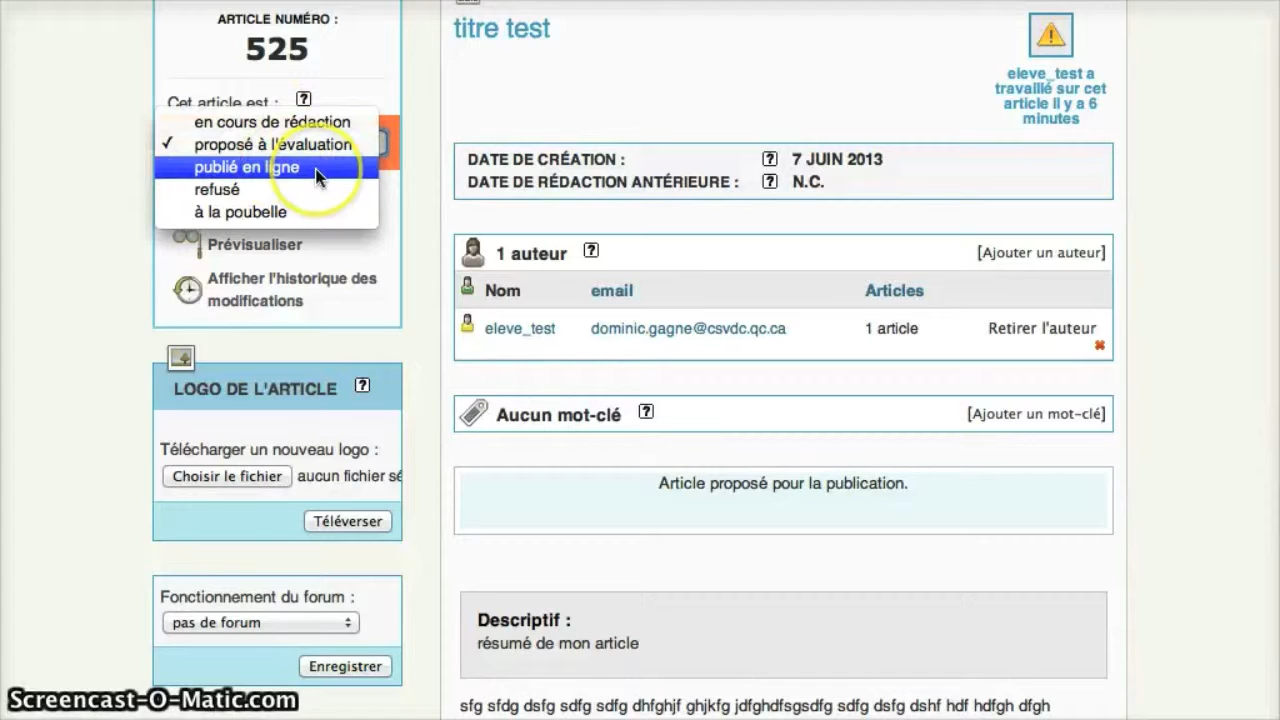 ARTICLE NUMÉRO :
525
Cet article est :
en cours de rédaction
✓ proposé à l'évaluation
publié en ligne
refusé
à la poubelle
Prévisualiser
Afficher l'historique des
modifications
LOGO DE L'ARTICLE
Télécharger un nouveau logo :
Choisir le fichier aucun fichier sé
Téléverser
Fonctionnement du forum :
pas de forum
Enregistrer
titre test
eleve_test a
travaillé sur cet
article il y a 6
minutes
DATE DE CRÉATION : 7 JUIN 2013
DATE DE RÉDACTION ANTÉRIEURE : N.C.
1 auteur [Ajouter un auteur]
Nom email Articles
eleve_test dominic.gagne@csvdc.qc.ca 1 article Retirer l'auteur
Aucun mot-clé [Ajouter un mot-clé]
Article proposé pour la publication.
Descriptif :
résumé de mon article
sfg sfdg dsfg sdfg sdfg dhfghjf ghjkfg jdfghdfsgsdfg sdfg dsfg dshf hdf hdfgh dfgh
Screencast-O-Matic.com